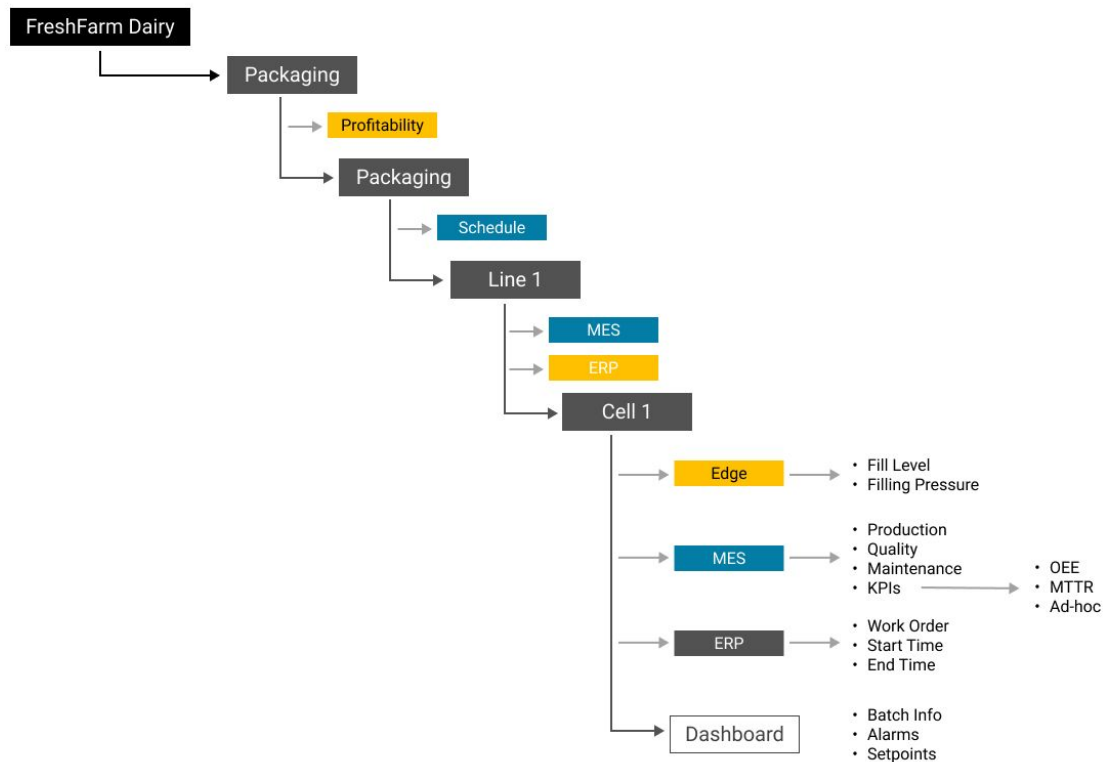 FreshFarm Dairy
Packaging
Profitability
Packaging
Schedule
Line 1
MES
ERP
Cell 1
Edge
• Fill Level
• Filling Pressure
MES
• Production
• Quality
• Maintenance
• KPIs
• OEE
• MTTR
• Ad-hoc
ERP
• Work Order
• Start Time
• End Time
Dashboard
• Batch Info
• Alarms
• Setpoints